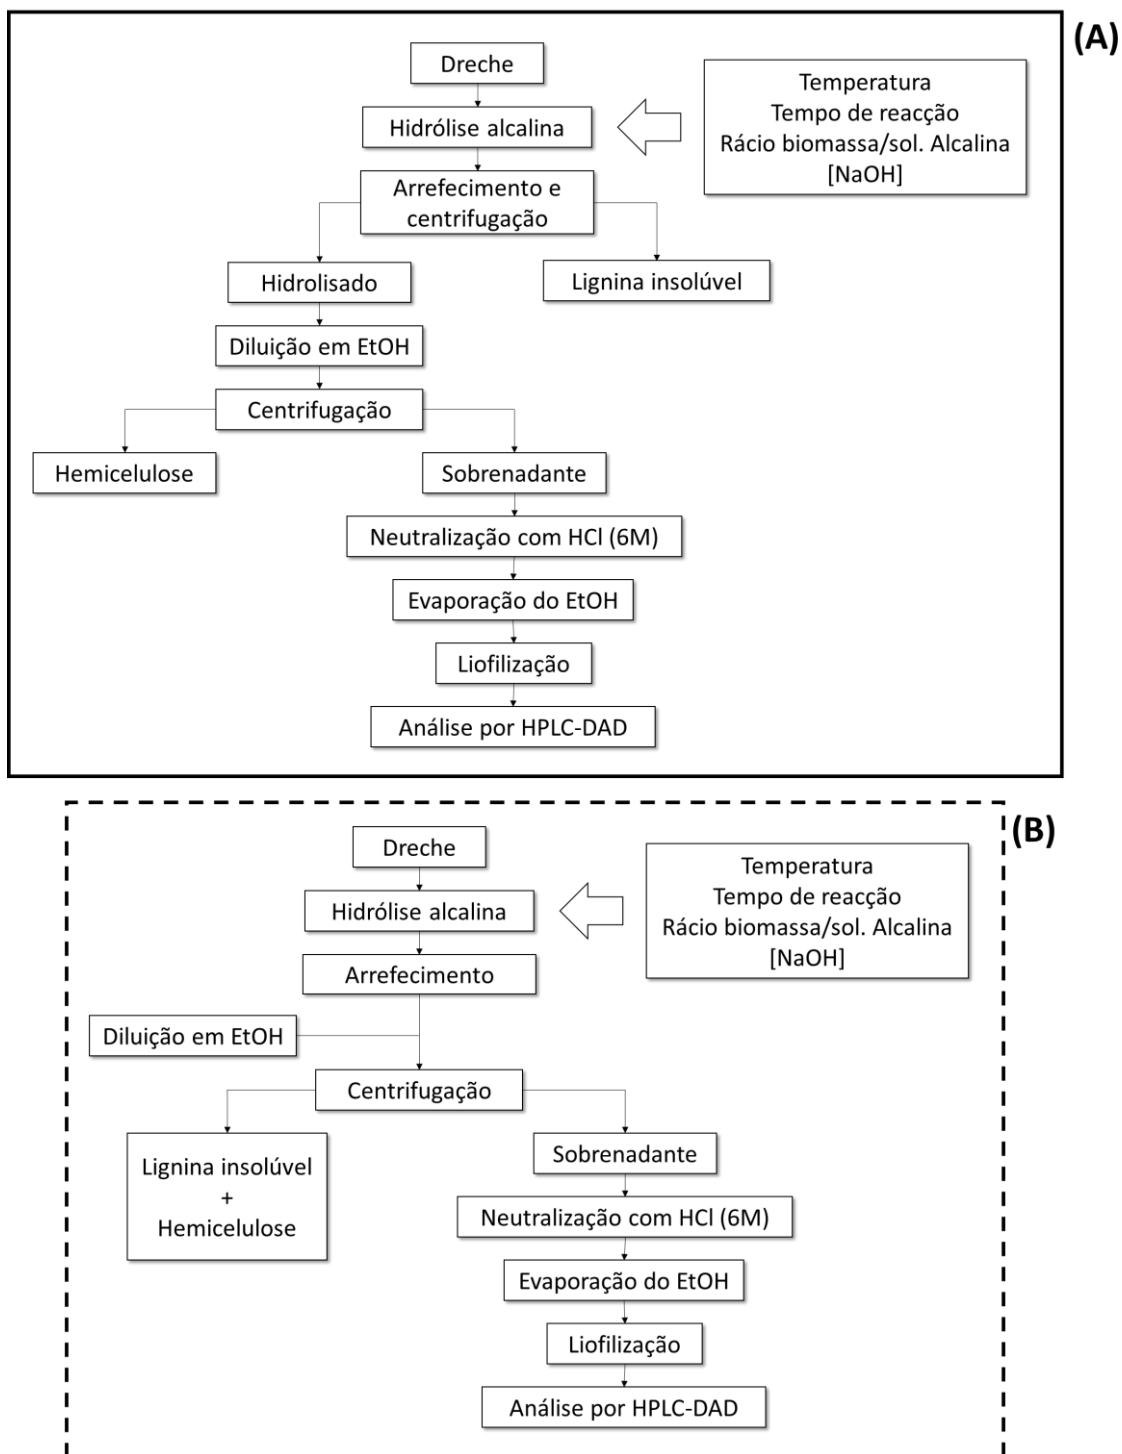 (A)
Dreche
Hidrólise alcalina
Temperatura
Tempo de reacção
Rácio biomassa/sol. Alcalina
[NaOH]
Arrefecimento e
centrifugação
Hidrolisado
Lignina insolúvel
Diluição em EtOH
Centrifugação
Hemicelulose
Sobrenadante
Neutralização com HCl (6M)
Evaporação do EtOH
Liofilização
Análise por HPLC-DAD
(B)
Dreche
Hidrólise alcalina
Temperatura
Tempo de reacção
Rácio biomassa/sol. Alcalina
[NaOH]
Arrefecimento
Diluição em EtOH
Centrifugação
Lignina insolúvel
+
Hemicelulose
Sobrenadante
Neutralização com HCl (6M)
Evaporação do EtOH
Liofilização
Análise por HPLC-DAD